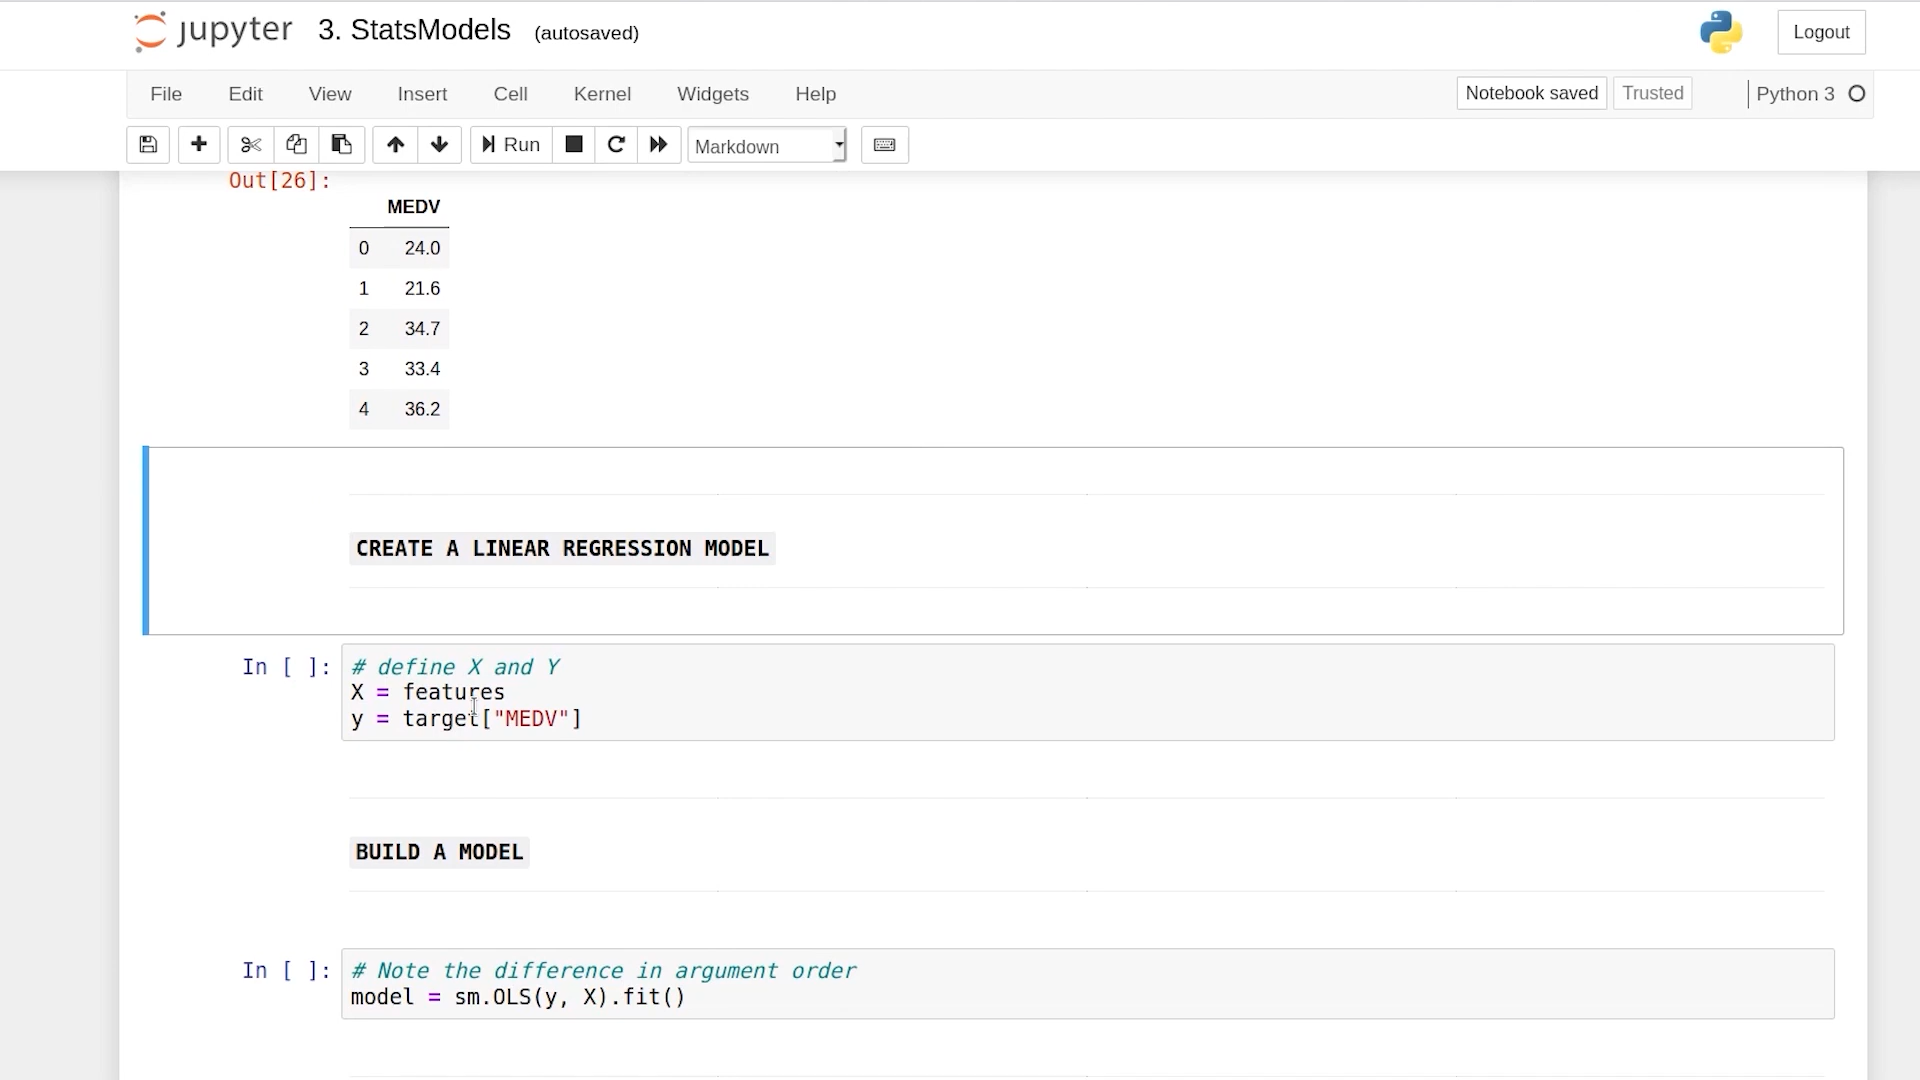 jupyter 3. StatsModels (autosaved) Logout
File Edit View Insert Cell Kernel Widgets Help Notebook saved Trusted Python 3
Run Markdown
Out[26]:
MEDV
0 24.0
1 21.6
2 34.7
3 33.4
4 36.2
CREATE A LINEAR REGRESSION MODEL
In [ ]: # define X and Y
X = features
y = target["MEDV"]
BUILD A MODEL
In [ ]: # Note the difference in argument order
model = sm.OLS(y, X).fit()